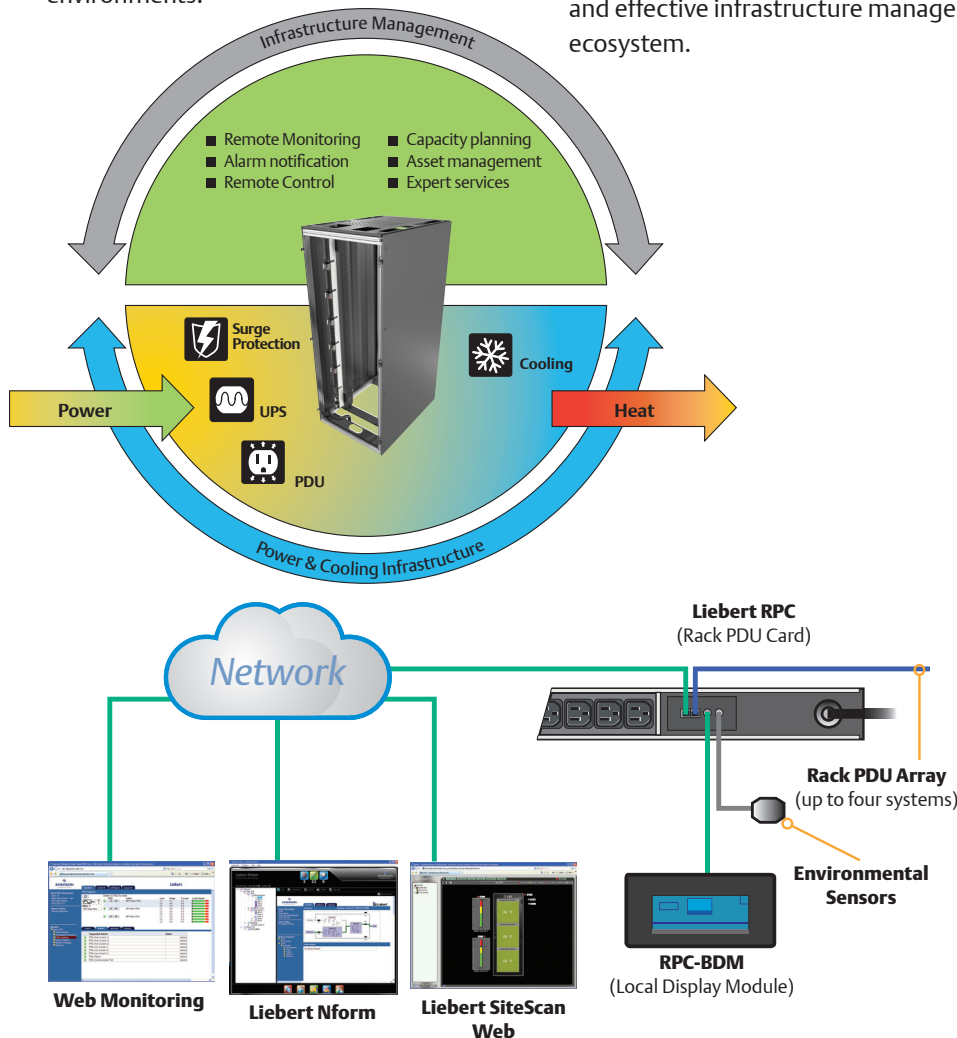 environments.
and effective infrastructure manage
ecosystem.
Infrastructure Management
Remote Monitoring
Alarm notification
Remote Control
Capacity planning
Asset management
Expert services
Surge
Protection
Cooling
Power
UPS
Heat
PDU
Power & Cooling Infrastructure
Network
Liebert RPC
(Rack PDU Card)
Rack PDU Array
(up to four systems)
Environmental
Sensors
RPC-BDM
(Local Display Module)
Web Monitoring
Liebert Nform
Liebert SiteScan
Web